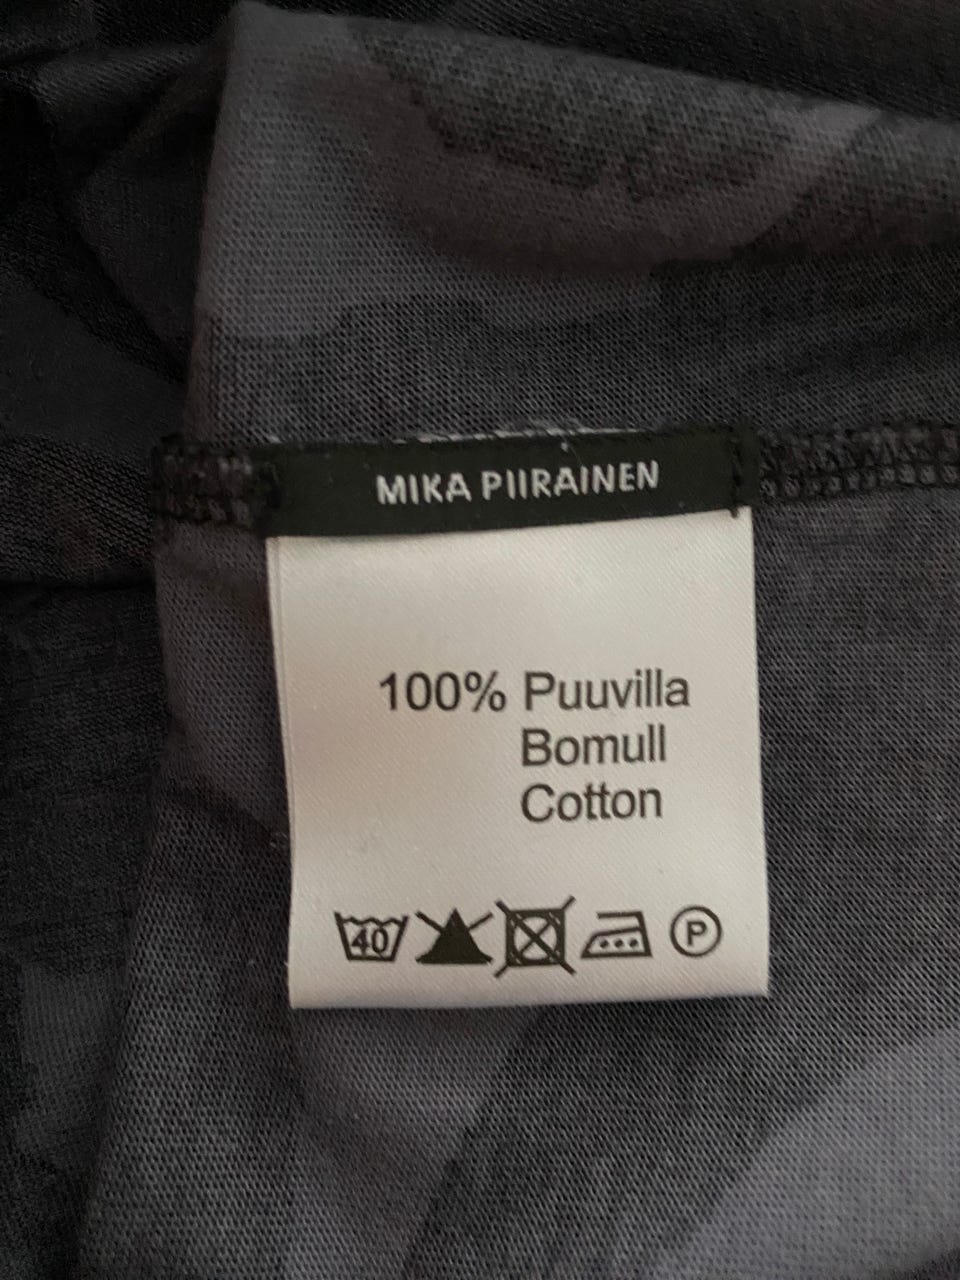 MIKA PIIRAINEN
100% Puuvilla
Bomull
Cotton
40 P